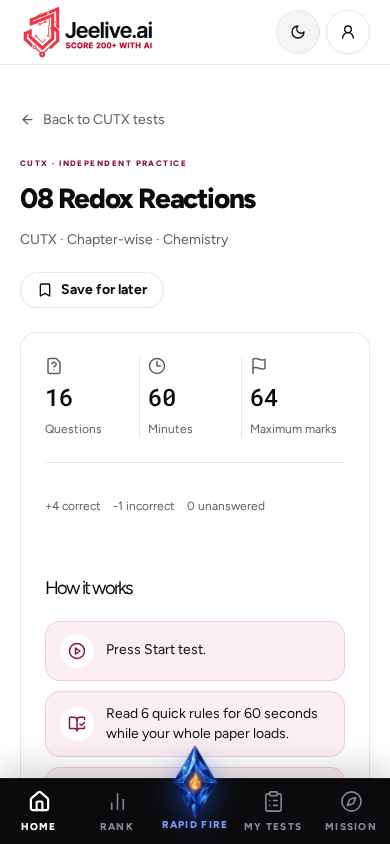 Jeelive.ai
SCORE 200+ WITH AI
Back to CUTX tests
CUTX · INDEPENDENT PRACTICE
08 Redox Reactions
CUTX · Chapter-wise · Chemistry
Save for later
16 60 64
Questions Minutes Maximum marks
+4 correct -1 incorrect 0 unanswered
How it works
Press Start test.
Read 6 quick rules for 60 seconds
while your whole paper loads.
HOME RANK RAPID FIRE MY TESTS MISSION